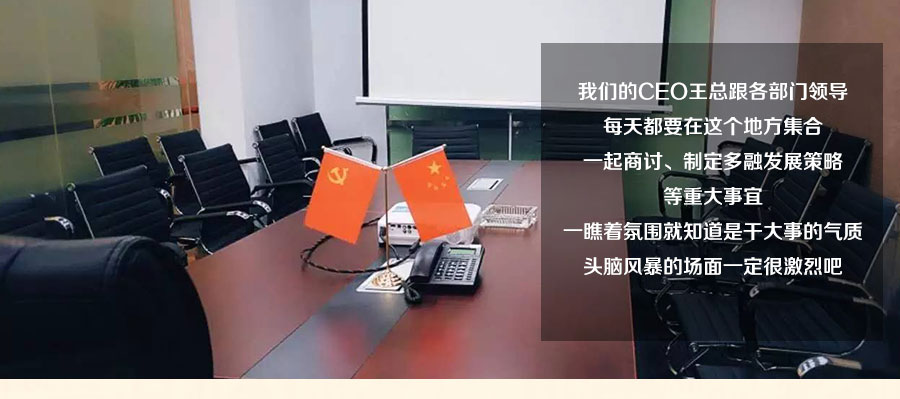 我们的CEO王总跟各部门领导
每天都要在这个地方集合
一起商讨、制定多融发展策略
等重大事宜
一瞧着氛围就知道是干大事的气质
头脑风暴的场面一定很激烈吧